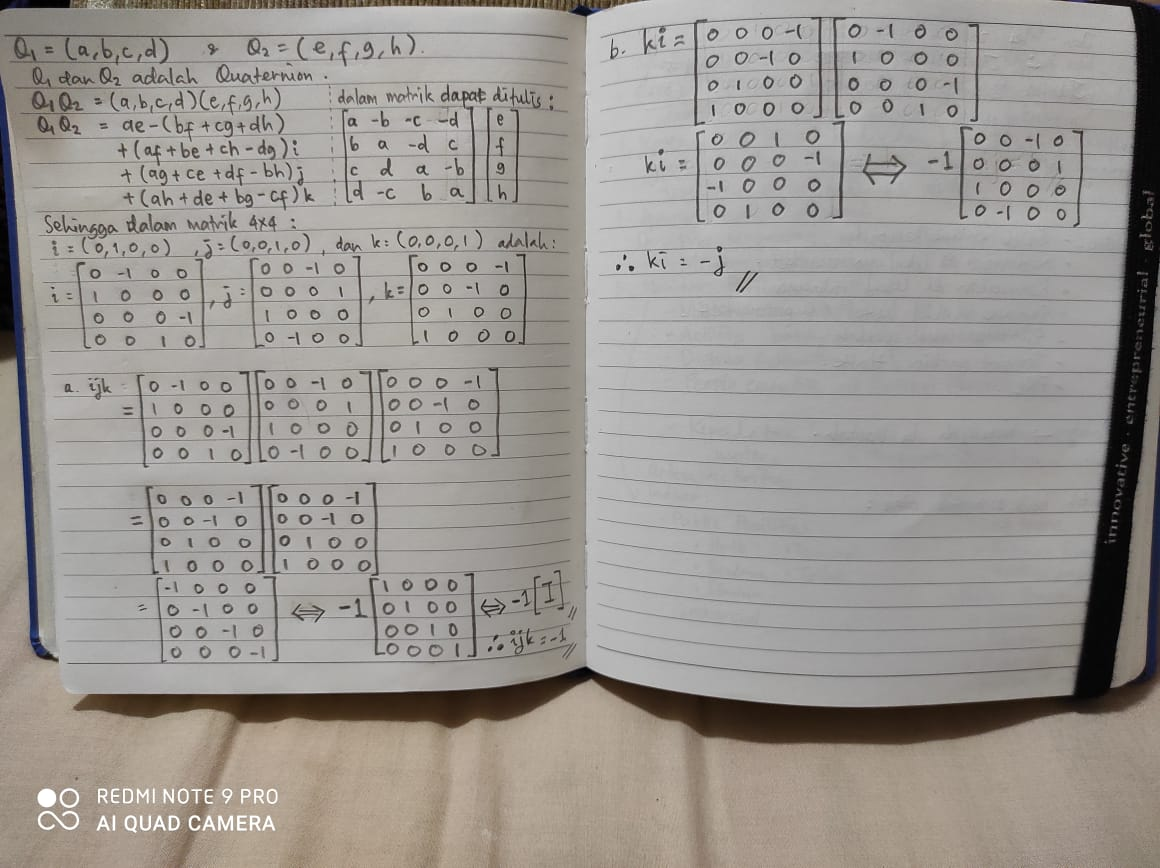 Q₁ = (a,b,c,d) & Q₂ = (e,f,g,h).
Q₁ dan Q₂ adalah Quaternion.
Q₁Q₂ = (a,b,c,d)(e,f,g,h)
Q₁Q₂ = ae-(bf+cg+dh)
+(af+be+ch-dg)i
+(ag+ce+df-bh)j
+(ah+de+bg-cf)k
dalam matrik dapat ditulis:
[a -b -c -d] [e]
[b a -d c] [f]
[c d a -b] [g]
[d -c b a] [h]
Sehingga dalam matrik 4x4:
i = (0,1,0,0), j = (0,0,1,0), dan k = (0,0,0,1) adalah:
[0 -1 0 0] [0 0 -1 0] [0 0 0 -1]
i = [1 0 0 0], j = [0 0 0 1], k = [0 0 -1 0]
[0 0 0 -1] [1 0 0 0] [0 1 0 0]
[0 0 1 0] [0 -1 0 0] [1 0 0 0]
a. ijk = [0 -1 0 0] [0 0 -1 0] [0 0 0 -1]
= [1 0 0 0] [0 0 0 1] [0 0 -1 0]
[0 0 0 -1] [1 0 0 0] [0 1 0 0]
[0 0 1 0] [0 -1 0 0] [1 0 0 0]
[0 0 0 -1] [0 0 0 -1]
= [0 0 -1 0] [0 0 -1 0]
[0 1 0 0] [0 1 0 0]
[1 0 0 0] [1 0 0 0]
[-1 0 0 0] [1 0 0 0]
= [0 -1 0 0] ⇔ -1 [0 1 0 0] ⇔ -1[I]//
[0 0 -1 0] [0 0 1 0]
[0 0 0 -1] [0 0 0 1] ∴ ijk = -1//
b. ki = [0 0 0 -1] [0 -1 0 0]
[0 0 -1 0] [1 0 0 0]
[0 1 0 0] [0 0 0 -1]
[1 0 0 0] [0 0 1 0]
[0 0 1 0] [0 0 -1 0]
ki = [0 0 0 -1] ⇔ -1 [0 0 0 1]
[-1 0 0 0] [1 0 0 0]
[0 1 0 0] [0 -1 0 0]
∴ ki = -j //
innovative · entrepreneurial · global
REDMI NOTE 9 PRO
AI QUAD CAMERA